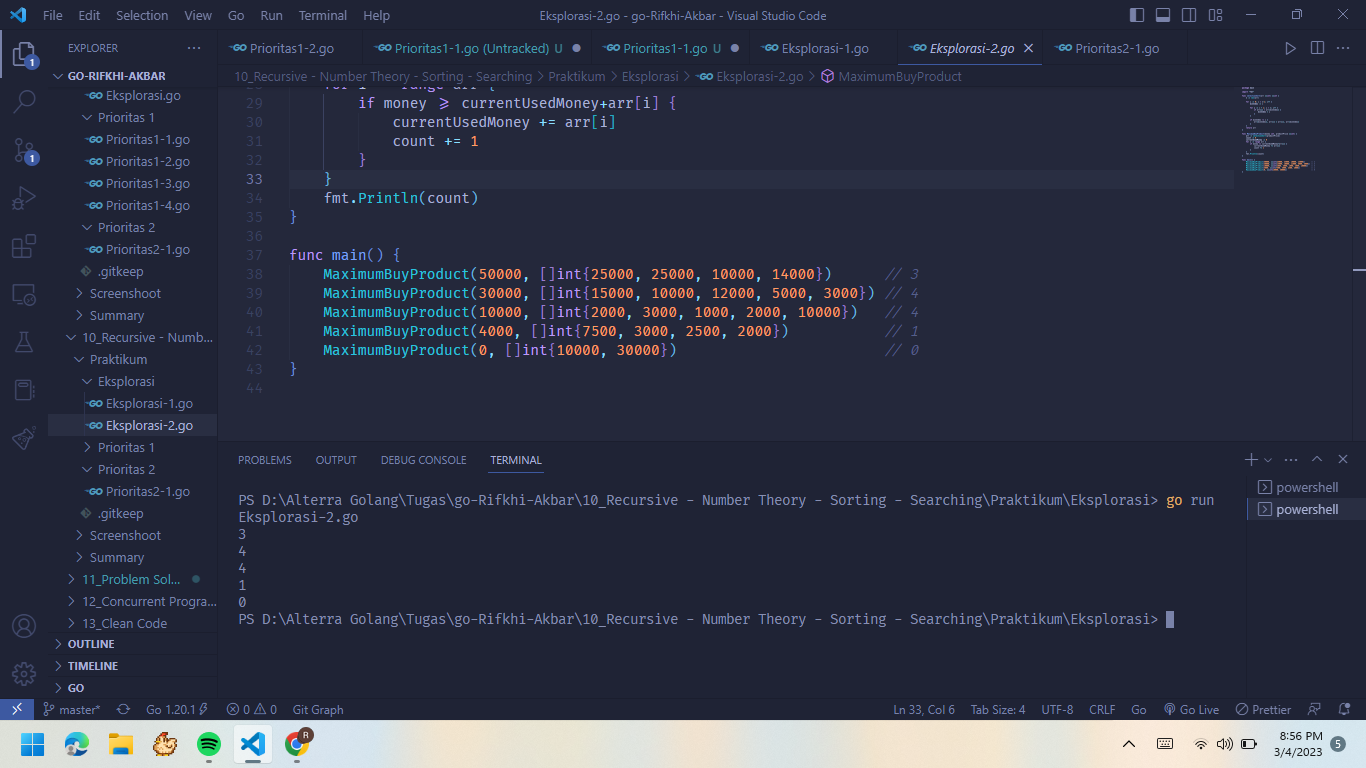 File Edit Selection View Go Run Terminal Help
Eksplorasi-2.go - go-Rifkhi-Akbar - Visual Studio Code
EXPLORER
Prioritas1-2.go
Prioritas1-1.go (Untracked) U
Prioritas1-1.go U
Eksplorasi-1.go
Eksplorasi-2.go
Prioritas2-1.go
10_Recursive - Number Theory - Sorting - Searching > Praktikum > Eksplorasi > Eksplorasi-2.go > MaximumBuyProduct
1
1
GO-RIFKHI-AKBAR
Eksplorasi.go
Prioritas 1
Prioritas1-1.go
Prioritas1-2.go
Prioritas1-3.go
Prioritas1-4.go
Prioritas 2
Prioritas2-1.go
.gitkeep
Screenshoot
Summary
10_Recursive - Numb...
Praktikum
Eksplorasi
Eksplorasi-1.go
Eksplorasi-2.go
Prioritas 1
Prioritas 2
Prioritas2-1.go
.gitkeep
Screenshoot
Summary
11_Problem Sol...
12_Concurrent Progra...
13_Clean Code
OUTLINE
TIMELINE
GO
29 if money >= currentUsedMoney+arr[i] {
30 currentUsedMoney += arr[i]
31 count += 1
32 }
33 }
34 fmt.Println(count)
35 }
36
37 func main() {
38 MaximumBuyProduct(50000, []int{25000, 25000, 10000, 14000}) // 3
39 MaximumBuyProduct(30000, []int{15000, 10000, 12000, 5000, 3000}) // 4
40 MaximumBuyProduct(10000, []int{2000, 3000, 1000, 2000, 10000}) // 4
41 MaximumBuyProduct(4000, []int{7500, 3000, 2500, 2000}) // 1
42 MaximumBuyProduct(0, []int{10000, 30000}) // 0
43 }
44
PROBLEMS OUTPUT DEBUG CONSOLE TERMINAL
PS D:\Alterra Golang\Tugas\go-Rifkhi-Akbar\10_Recursive - Number Theory - Sorting - Searching\Praktikum\Eksplorasi> go run
Eksplorasi-2.go
3
4
4
1
0
PS D:\Alterra Golang\Tugas\go-Rifkhi-Akbar\10_Recursive - Number Theory - Sorting - Searching\Praktikum\Eksplorasi>
powershell
powershell
master* Go 1.20.1 0 0 Git Graph
Ln 33, Col 6 Tab Size: 4 UTF-8 CRLF Go Go Live Prettier
R
8:56 PM
3/4/2023
5